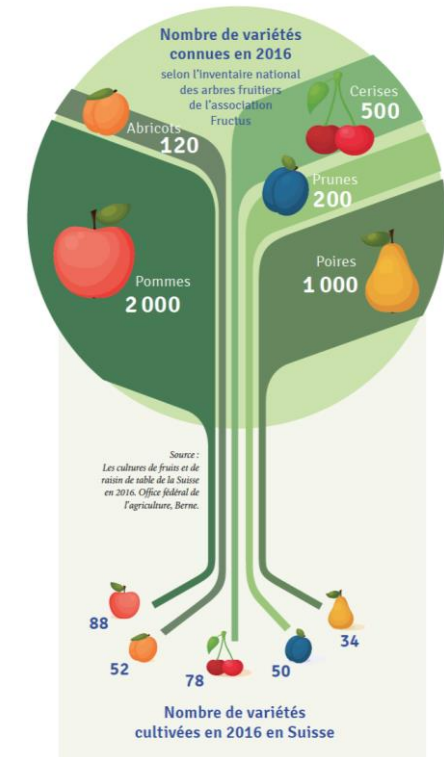 Nombre de variétés
connues en 2016
selon l'inventaire national
des arbres fruitiers
de l'association
Fructus
Cerises
500
Abricots
120
Prunes
200
Poires
1 000
Pommes
2 000
Source :
Les cultures de fruits et de
raisin de table de la Suisse
en 2016. Office fédéral de
l'agriculture, Berne.
88
52
78
50
34
Nombre de variétés
cultivées en 2016 en Suisse